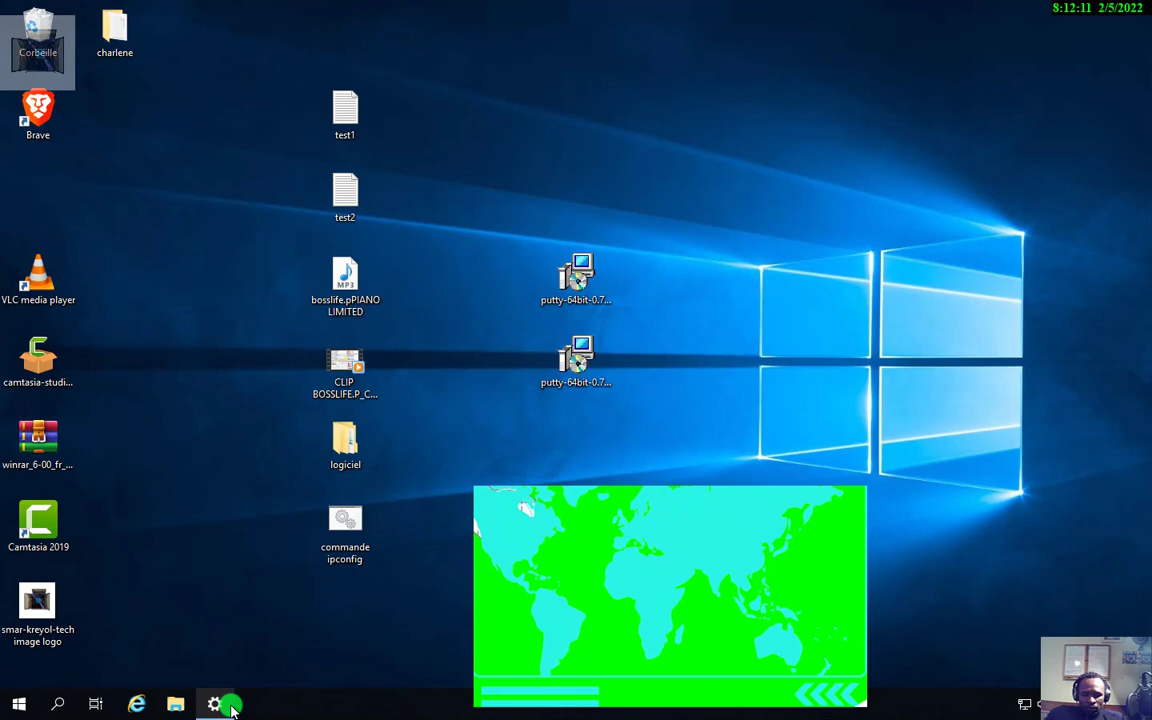 8:12:11 2/5/2022
Corbeille
charlene
Brave
test1
test2
VLC media player
bosslife.pPIANO
LIMITED
MP3
putty-64bit-0.7...
camtasia-studi...
CLIP
BOSSLIFE.P_C...
putty-64bit-0.7...
winrar_6-00_fr_...
logiciel
Camtasia 2019
commande
ipconfig
smar-kreyol-tech
image logo